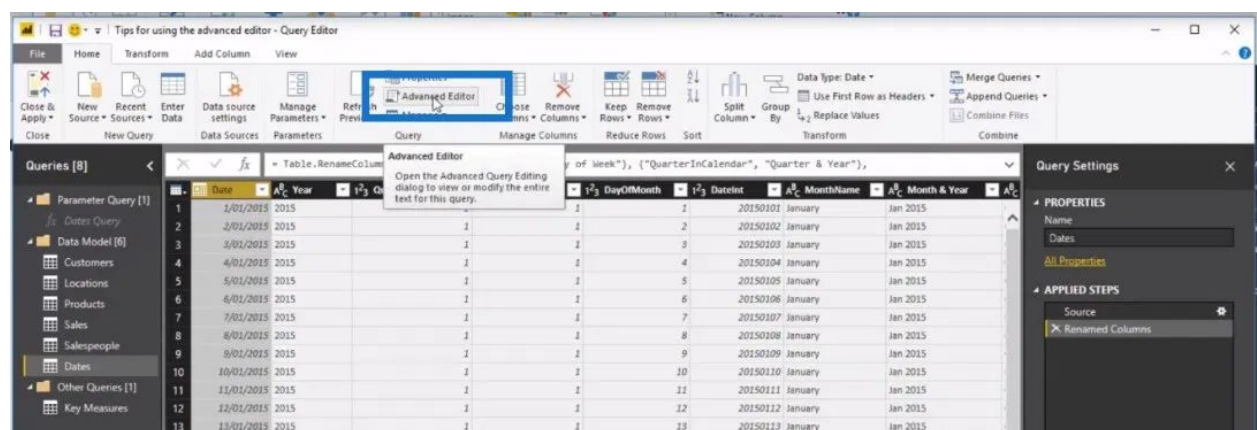 Tips for using the advanced editor - Query Editor
File Home Transform Add Column View
Close & Apply
New Source
Recent Sources
Enter Data
Data source settings
Manage Parameters
Advanced Editor
Remove Columns
Keep Rows
Remove Rows
Split Column
Group By
Data Type: Date
Use First Row as Headers
Replace Values
Merge Queries
Append Queries
Combine Files
Close New Query Data Sources Parameters Query Manage Columns Reduce Rows Sort Transform Combine
Queries [8]
Parameter Query [1]
Dates Query
Data Model [6]
Customers
Locations
Products
Sales
Salespeople
Dates
Other Queries [1]
Key Measures
fx = Table.RenameColum y of Week"}, {"QuarterInCalendar", "Quarter & Year"},
Advanced Editor
Open the Advanced Query Editing
dialog to view or modify the entire
text for this query.
Date Year DayOfMonth DateInt MonthName Month & Year
1 1/01/2015 2015 1 1 1 20150101 January Jan 2015
2 2/01/2015 2015 1 1 2 20150102 January Jan 2015
3 3/01/2015 2015 1 1 3 20150103 January Jan 2015
4 4/01/2015 2015 1 1 4 20150104 January Jan 2015
5 5/01/2015 2015 1 1 5 20150105 January Jan 2015
6 6/01/2015 2015 1 1 6 20150106 January Jan 2015
7 7/01/2015 2015 1 1 7 20150107 January Jan 2015
8 8/01/2015 2015 1 1 8 20150108 January Jan 2015
9 9/01/2015 2015 1 1 9 20150109 January Jan 2015
10 10/01/2015 2015 1 1 10 20150110 January Jan 2015
11 11/01/2015 2015 1 1 11 20150111 January Jan 2015
12 12/01/2015 2015 1 1 12 20150112 January Jan 2015
13 13/01/2015 2015 1 1 13 20150113 January Jan 2015
Query Settings
PROPERTIES
Name
Dates
All Properties
APPLIED STEPS
Source
Renamed Columns